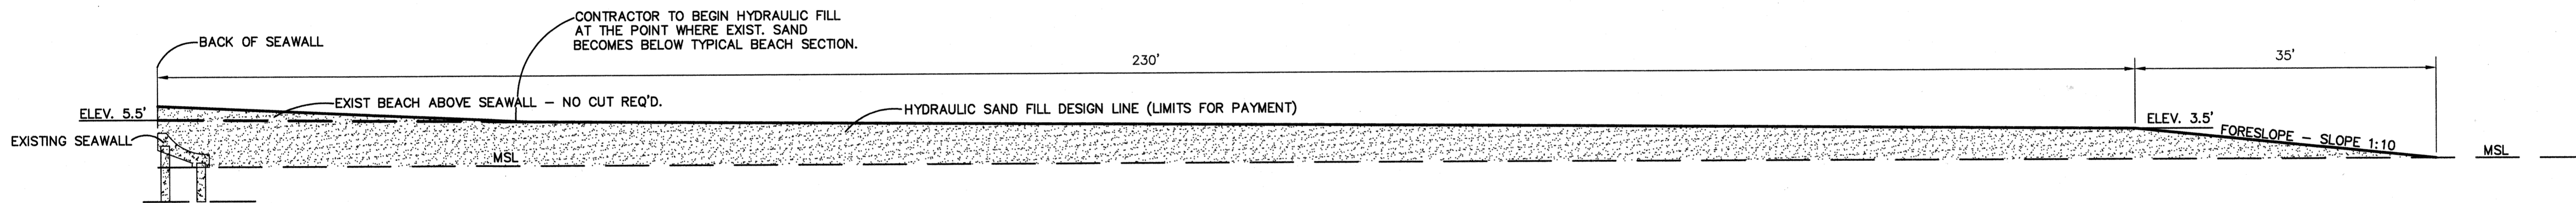 CONTRACTOR TO BEGIN HYDRAULIC FILL
AT THE POINT WHERE EXIST. SAND
BECOMES BELOW TYPICAL BEACH SECTION.
BACK OF SEAWALL
230'
35'
EXIST BEACH ABOVE SEAWALL – NO CUT REQ'D.
HYDRAULIC SAND FILL DESIGN LINE (LIMITS FOR PAYMENT)
ELEV. 5.5'
ELEV. 3.5'
EXISTING SEAWALL
FORESLOPE – SLOPE 1:10
MSL
MSL